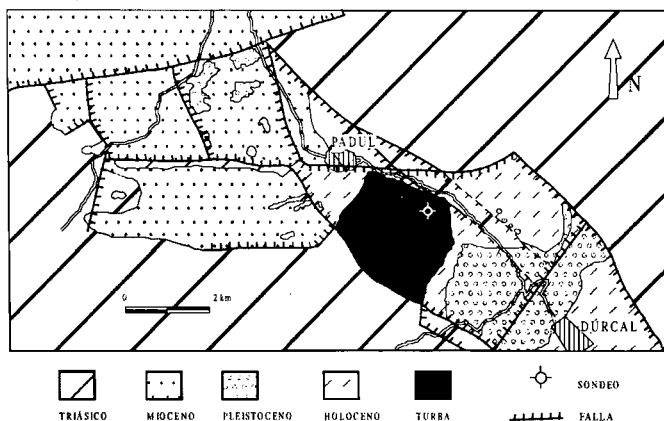 N
PADUL
0 2 km
DÚRCAL
SONDEO
TRIÁSICO MIOCENO PLEISTOCENO HOLOCENO TURBA FALLA